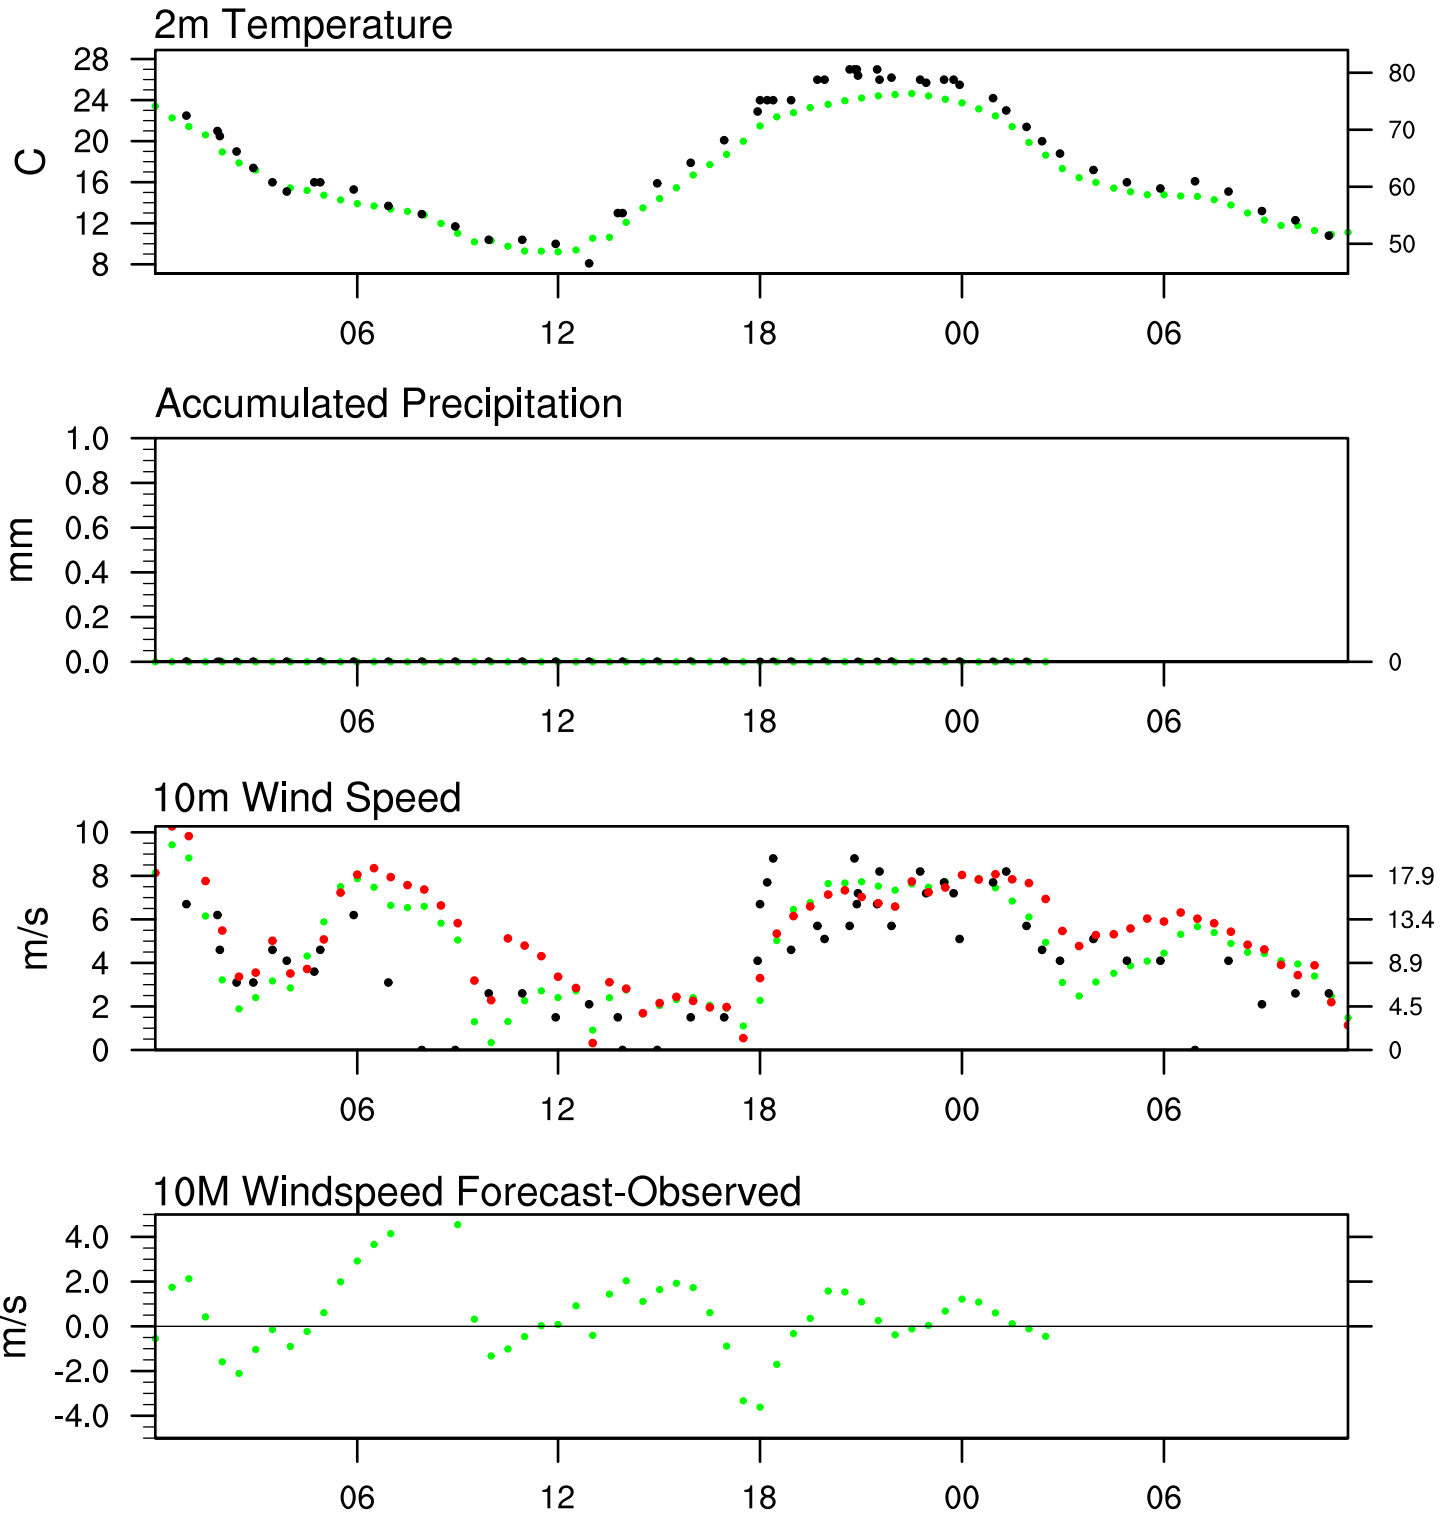 2m Temperature
28
24
20
16
12
8
C
80
70
60
50
06 12 18 00 06
Accumulated Precipitation
1.0
0.8
0.6
0.4
0.2
0.0
mm
0
06 12 18 00 06
10m Wind Speed
10
8
6
4
2
0
m/s
17.9
13.4
8.9
4.5
0
06 12 18 00 06
10M Windspeed Forecast-Observed
4.0
2.0
0.0
-2.0
-4.0
m/s
06 12 18 00 06